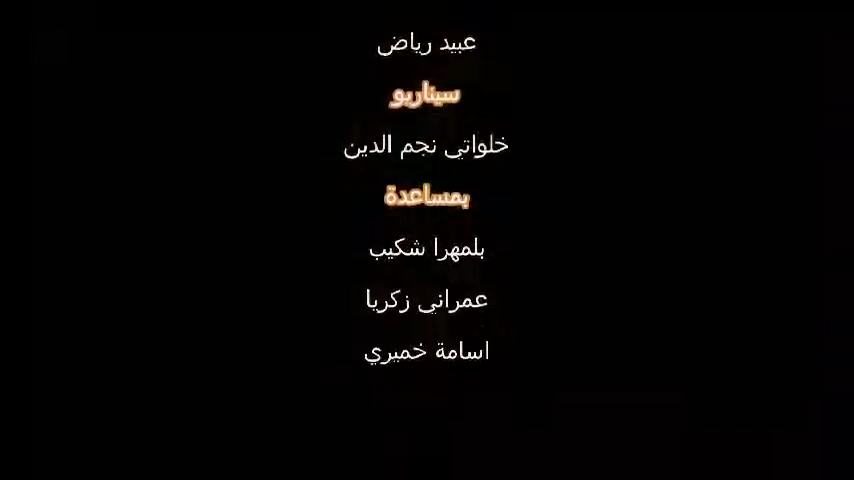 عبيد رياض
سيناريو
خلواتي نجم الدين
بمساعدة
بلمهرا شكيب
عمراني زكريا
اسامة خميري